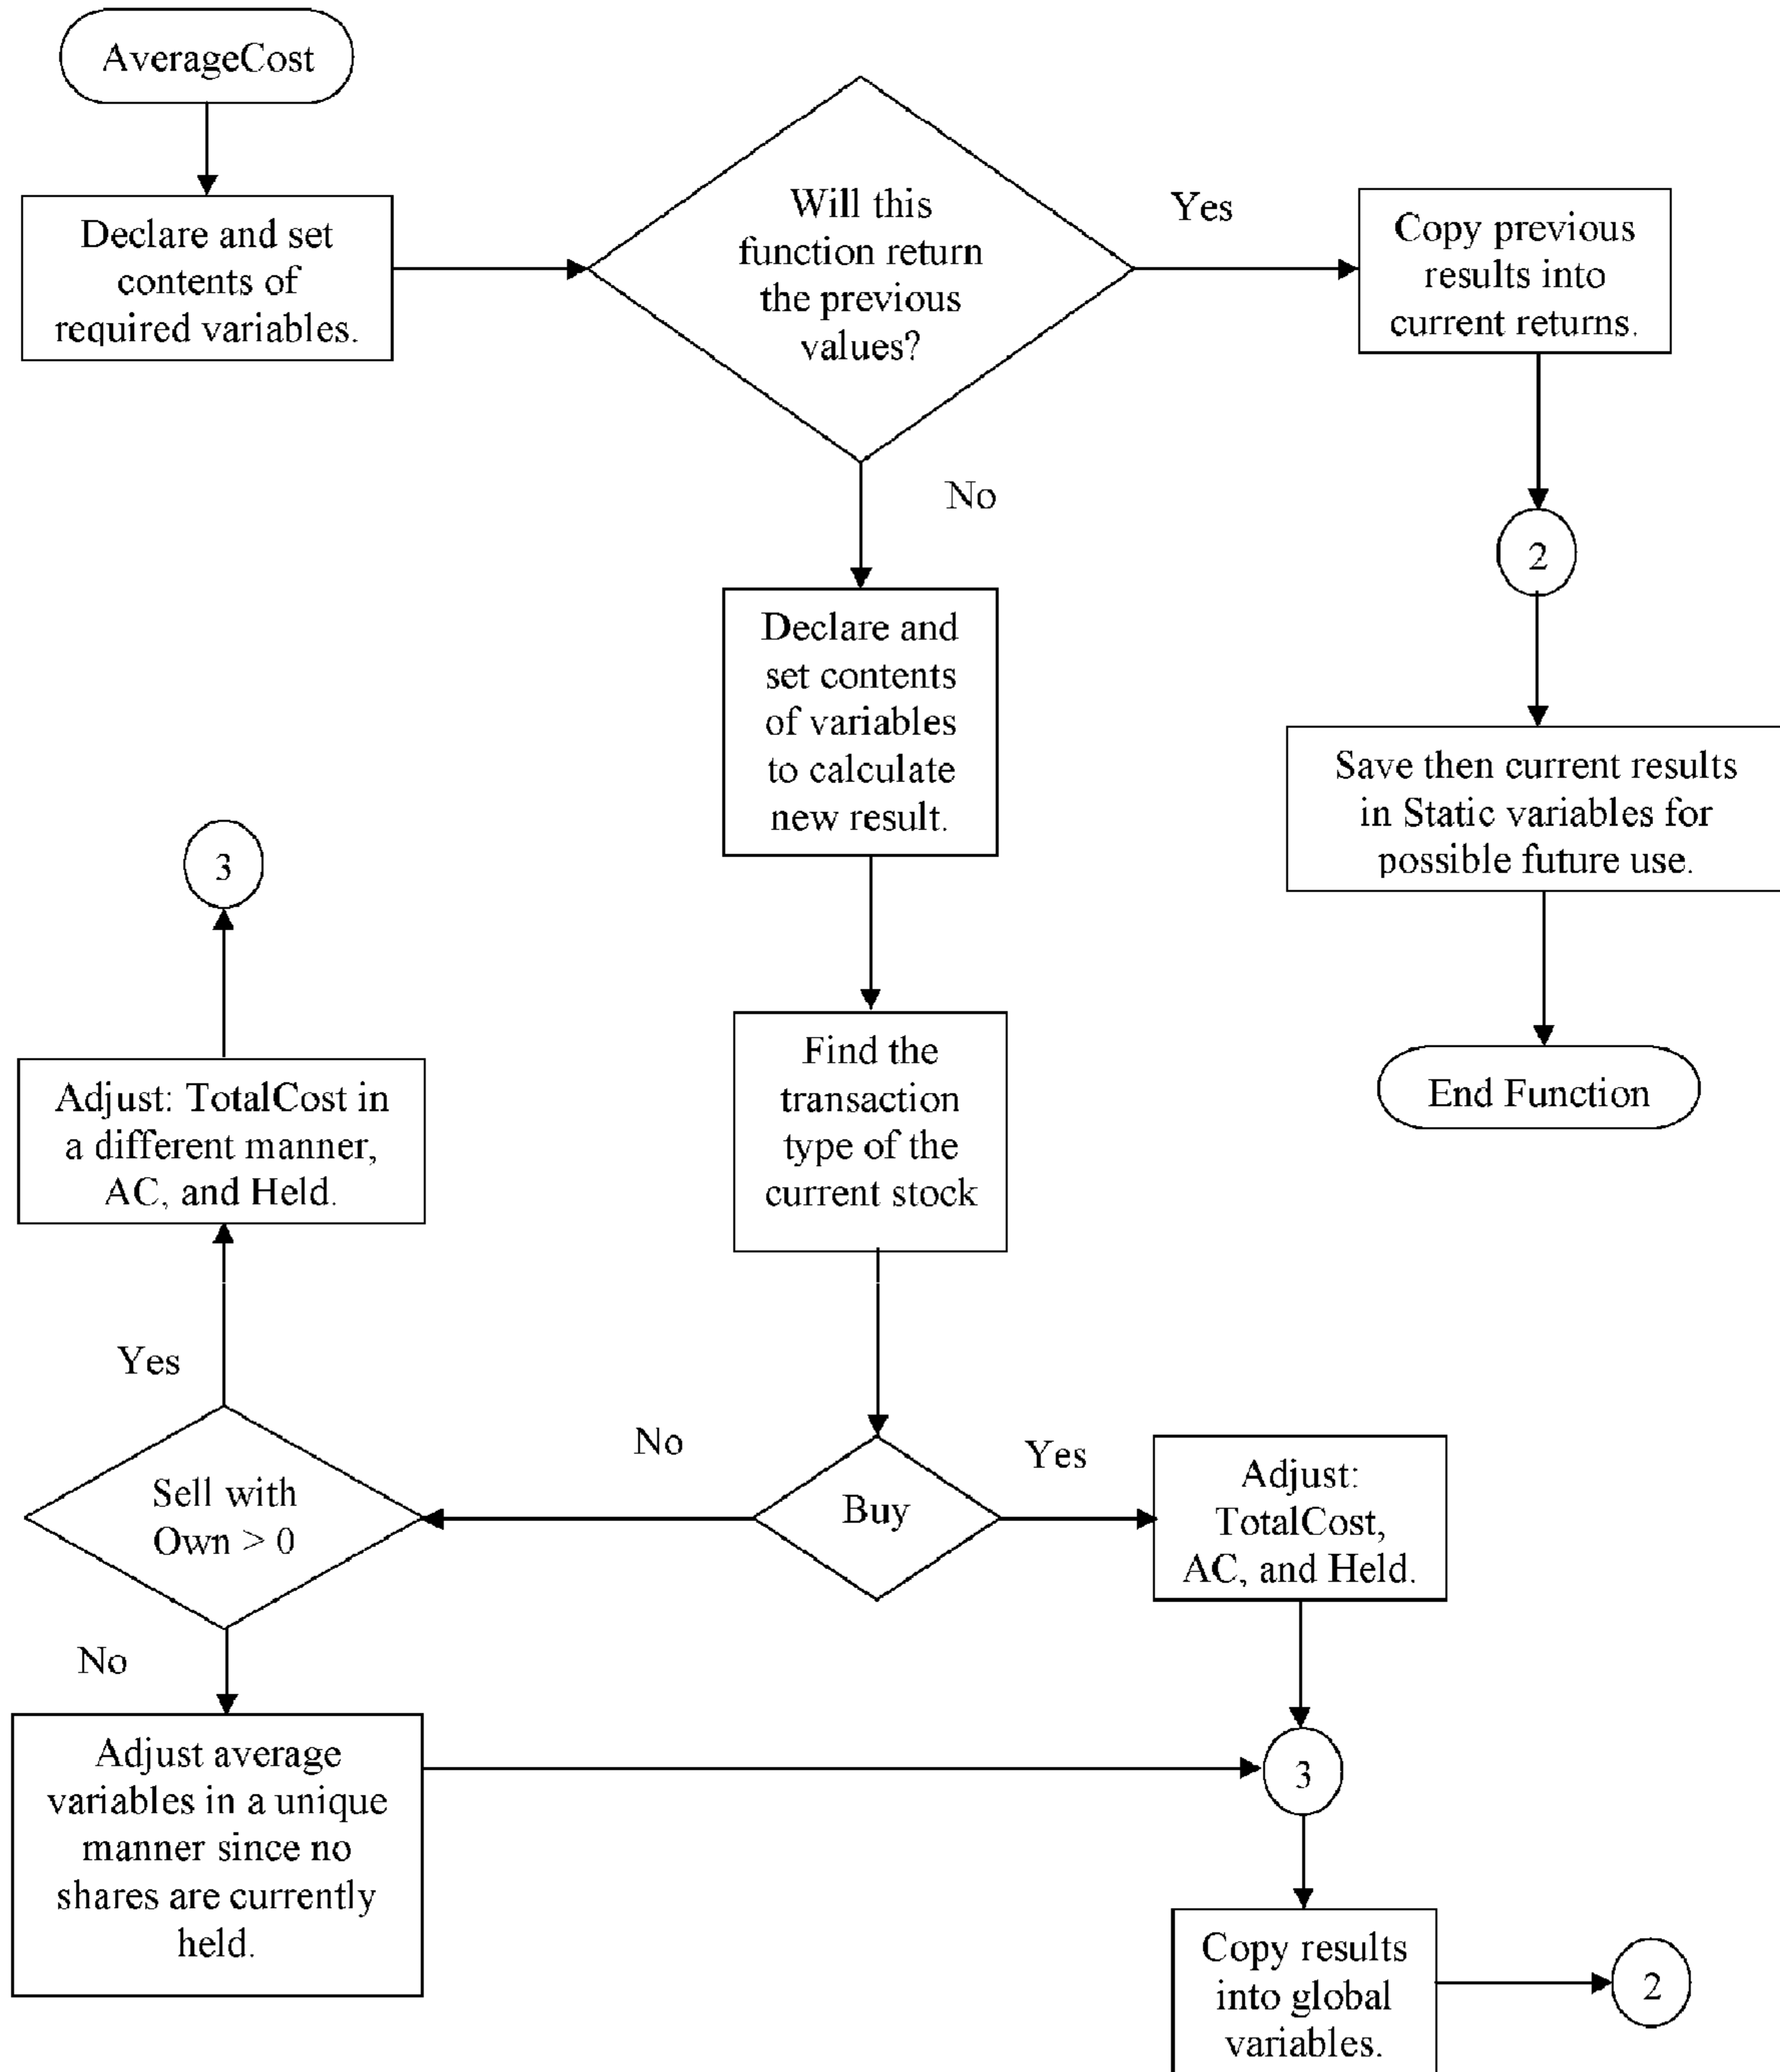 AverageCost
Declare and set
contents of
required variables.
Will this
function return
the previous
values?
Yes
Copy previous
results into
current returns.
No
2
Declare and
set contents
of variables
to calculate
new result.
Save then current results
in Static variables for
possible future use.
3
Find the
transaction
type of the
current stock
End Function
Adjust: TotalCost in
a different manner,
AC, and Held.
Yes
Sell with
Own > 0
No
Buy
Yes
Adjust:
TotalCost,
AC, and Held.
No
Adjust average
variables in a unique
manner since no
shares are currently
held.
3
Copy results
into global
variables.
2